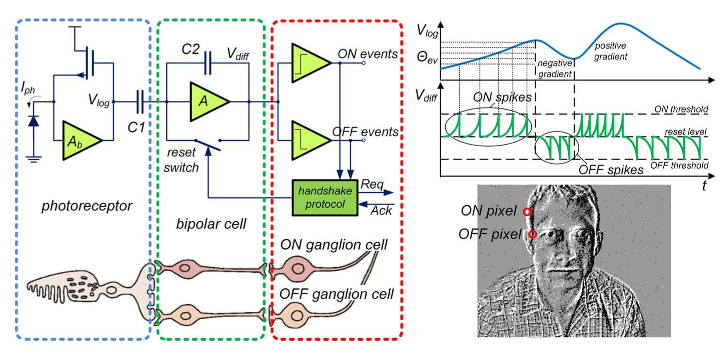 C2
V_diff
ON events
I_ph
V_log
A
C1
A_b
OFF events
reset
switch
handshake
protocol
Req
Ack
photoreceptor
bipolar cell
ON ganglion cell
OFF ganglion cell
V_log
Θ_ev
negative
gradient
positive
gradient
V_diff
ON spikes
ON threshold
reset level
OFF threshold
OFF spikes
t
ON pixel
OFF pixel